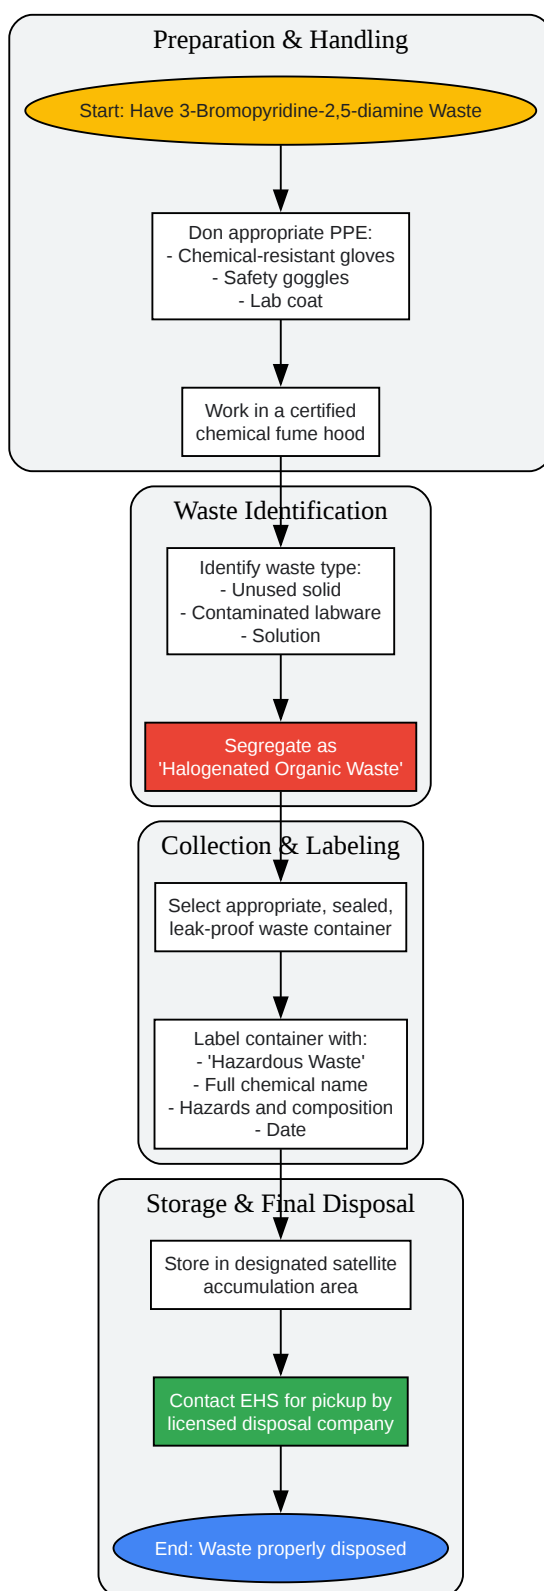 Preparation & Handling
Start: Have 3-Bromopyridine-2,5-diamine Waste
Don appropriate PPE:
- Chemical-resistant gloves
- Safety goggles
- Lab coat
Work in a certified
chemical fume hood
Waste Identification
Identify waste type:
- Unused solid
- Contaminated labware
- Solution
Segregate as
'Halogenated Organic Waste'
Collection & Labeling
Select appropriate, sealed,
leak-proof waste container
Label container with:
- 'Hazardous Waste'
- Full chemical name
- Hazards and composition
- Date
Storage & Final Disposal
Store in designated satellite
accumulation area
Contact EHS for pickup by
licensed disposal company
End: Waste properly disposed